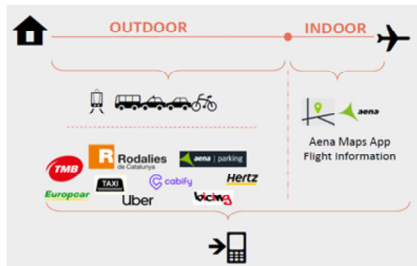 OUTDOOR
INDOOR
aena
Aena Maps App
Flight Information
R Rodalies
de Catalunya
aena parking
TMB
TAXI
cabify
Hertz
Europcar
Uber
bicing